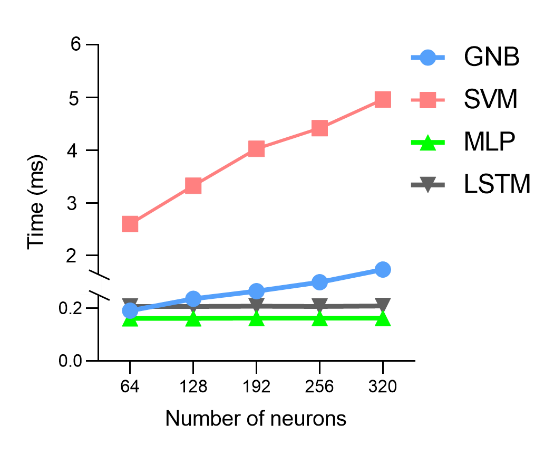 6
5
4
3
2
0.2
0.0
Time (ms)
64 128 192 256 320
Number of neurons
GNB
SVM
MLP
LSTM